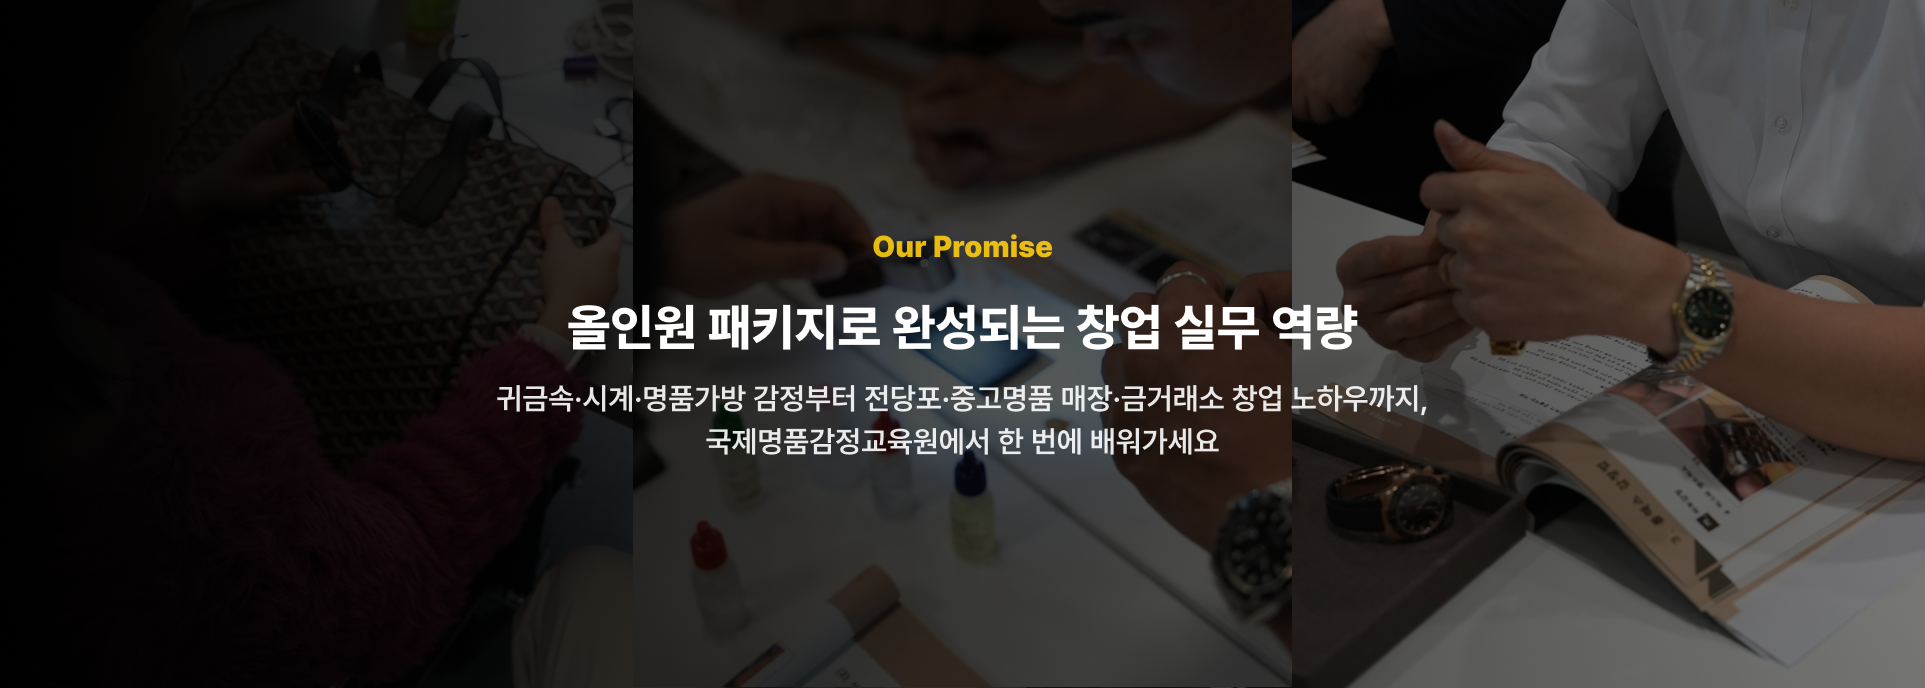 Our Promise
올인원 패키지로 완성되는 창업 실무 역량
귀금속·시계·명품가방 감정부터 전당포·중고명품 매장·금거래소 창업 노하우까지,
국제명품감정교육원에서 한 번에 배워가세요